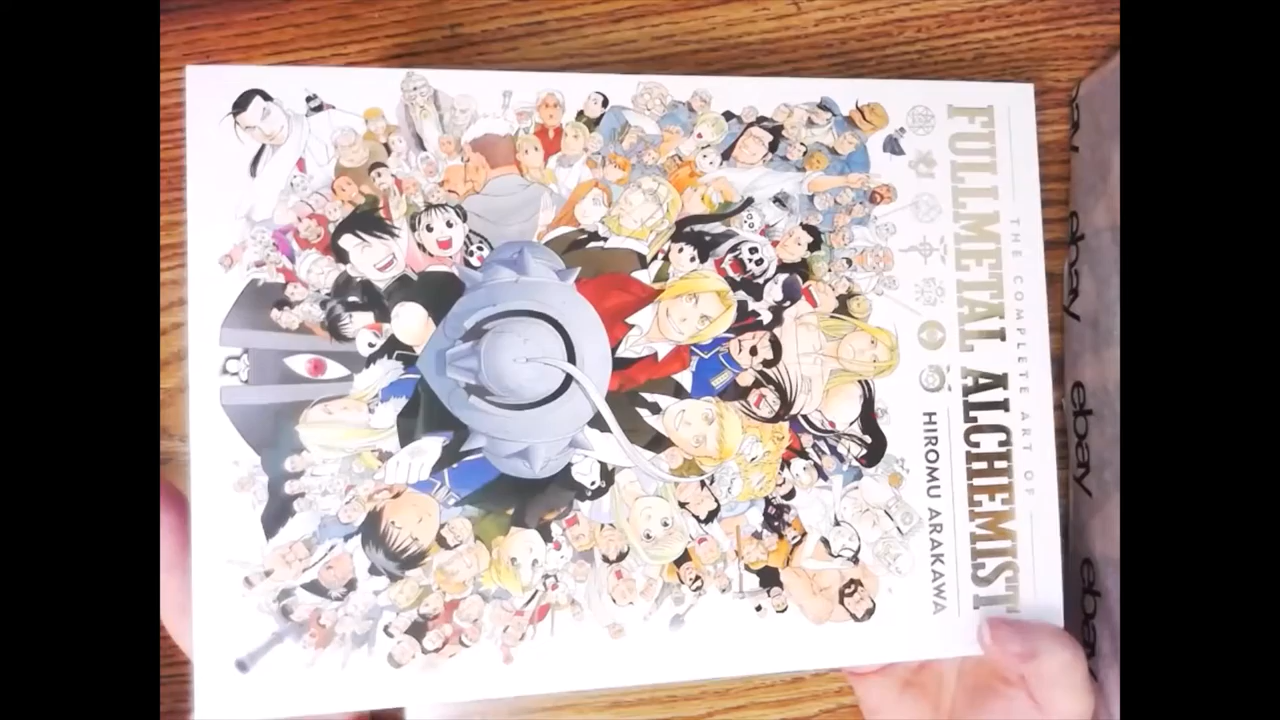 THE COMPLETE ART OF
FULLMETAL ALCHEMIST
HIROMU ARAKAWA
ebay
ebay
ebay